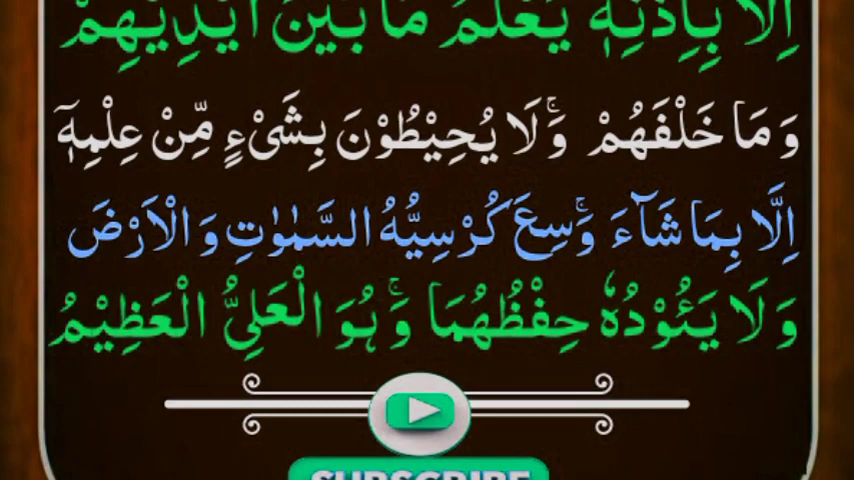 اِلَّا بِاِذْنِهٖ يَعْلَمُ مَا بَيْنَ اَيْدِيْهِمْ
وَمَا خَلْفَهُمْ ۚ وَلَا يُحِيْطُوْنَ بِشَیْءٍ مِّنْ عِلْمِهٖۤ
اِلَّا بِمَا شَآءَ ۚ وَسِعَ كُرْسِيُّهُ السَّمٰوٰتِ وَالْاَرْضَ
وَلَا يَـُٔوْدُهٗ حِفْظُهُمَا ۚ وَهُوَ الْعَلِیُّ الْعَظِيْمُ
SUBSCRIBE